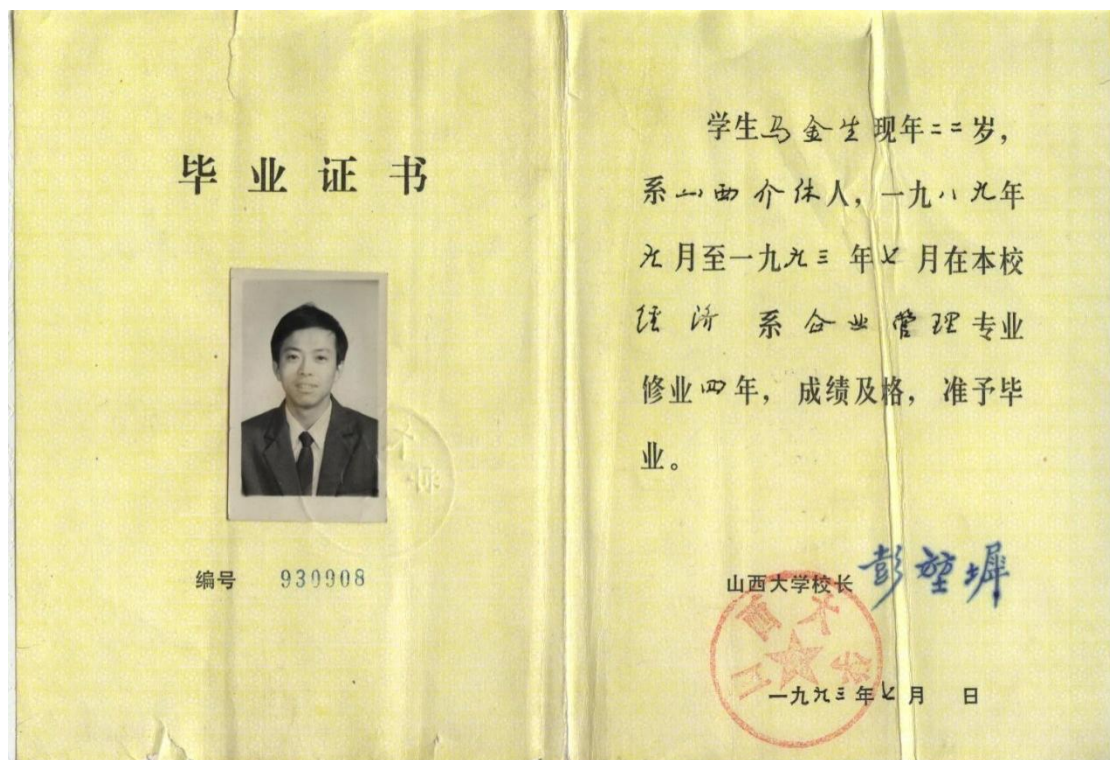 毕业证书
编号 930908
学生马金生现年二二岁，
系山西介休人，一九八九年
九月至一九九三年七月在本校
经济 系 企业管理专业
修业四年，成绩及格，准予毕
业。
山西大学校长 彭堃墀
山西大学
一九九三年七月 日